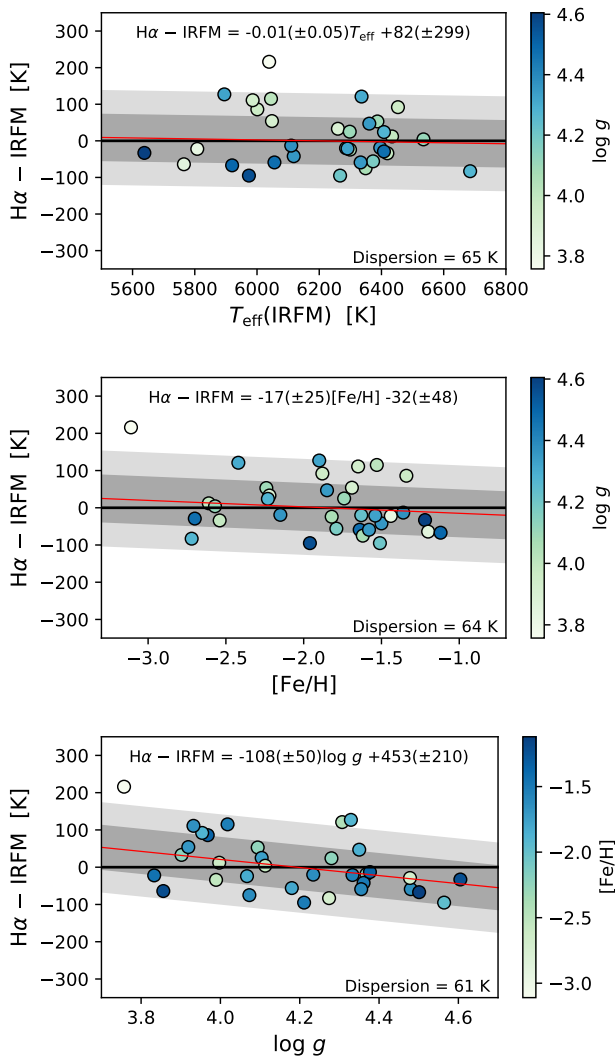 Hα − IRFM = -0.01(±0.05)T_eff +82(±299)
300
200
100
0
−100
−200
−300
Hα − IRFM [K]
Dispersion = 65 K
5600 5800 6000 6200 6400 6600 6800
T_eff(IRFM) [K]
4.6
4.4
4.2
4.0
3.8
log g
Hα − IRFM = -17(±25)[Fe/H] -32(±48)
300
200
100
0
−100
−200
−300
Hα − IRFM [K]
Dispersion = 64 K
−3.0 −2.5 −2.0 −1.5 −1.0
[Fe/H]
4.6
4.4
4.2
4.0
3.8
log g
Hα − IRFM = -108(±50)log g +453(±210)
300
200
100
0
−100
−200
−300
Hα − IRFM [K]
Dispersion = 61 K
3.8 4.0 4.2 4.4 4.6
log g
−1.5
−2.0
−2.5
−3.0
[Fe/H]